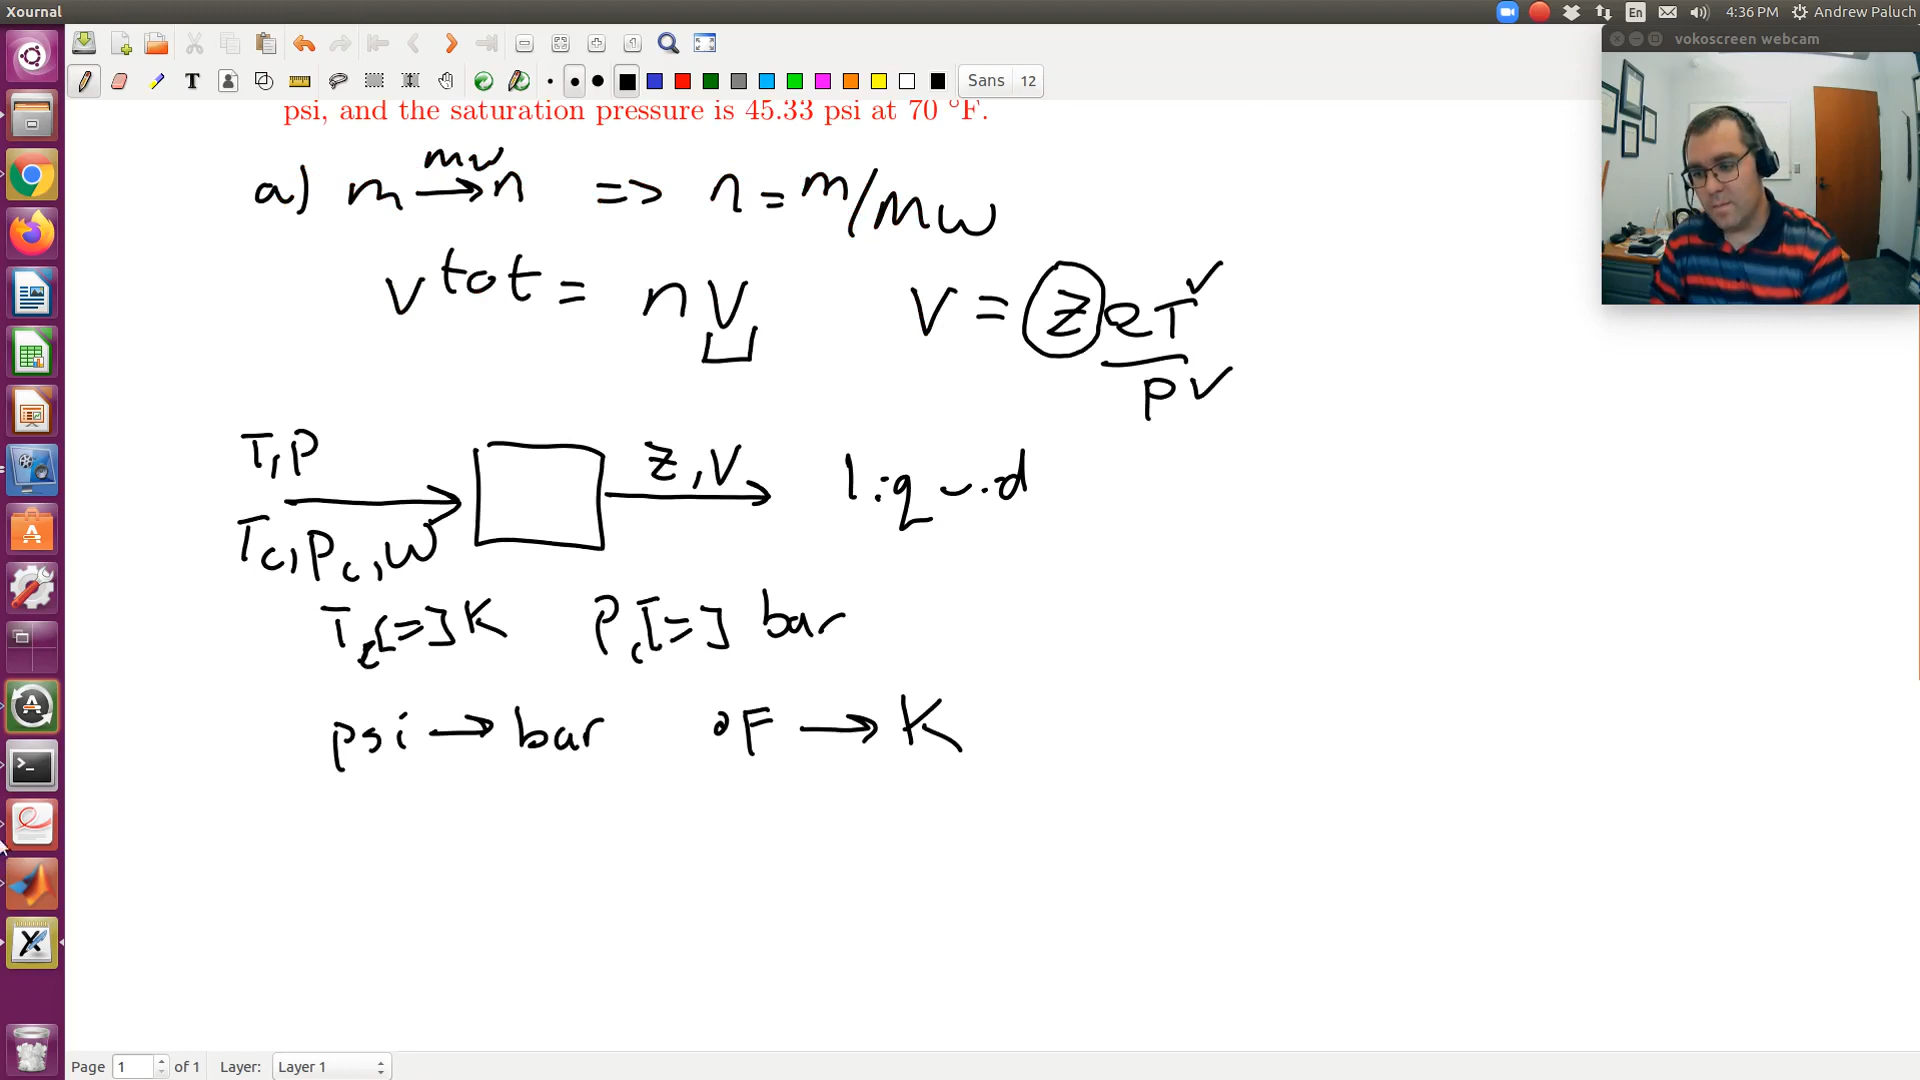 Xournal
En
4:36 PM
Andrew Paluch
vokoscreen webcam
Sans 12
psi, and the saturation pressure is 45.33 psi at 70 °F.
a) m →mw n => n = m/MW
V^tot = nV V = ZRT✓
P✓
T,P
Z,V liquid
Tc,Pc,ω
Tc[=]K Pc[=] bar
psi → bar °F → K
Page 1 of 1 Layer: Layer 1